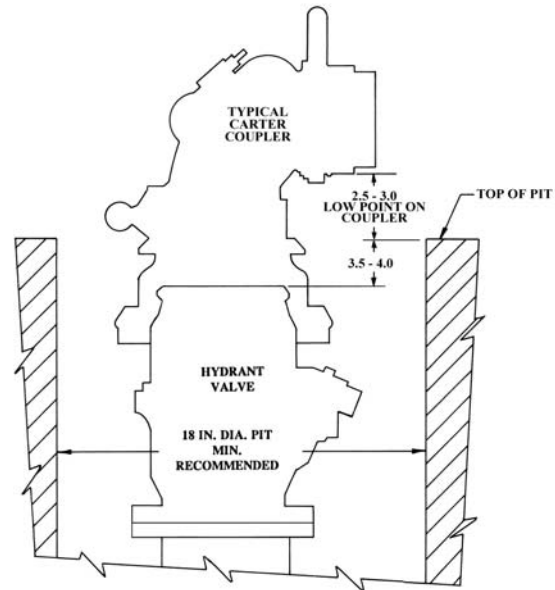 TYPICAL
CARTER
COUPLER
2.5 - 3.0
LOW POINT ON
COUPLER
TOP OF PIT
3.5 - 4.0
HYDRANT
VALVE
18 IN. DIA. PIT
MIN.
RECOMMENDED